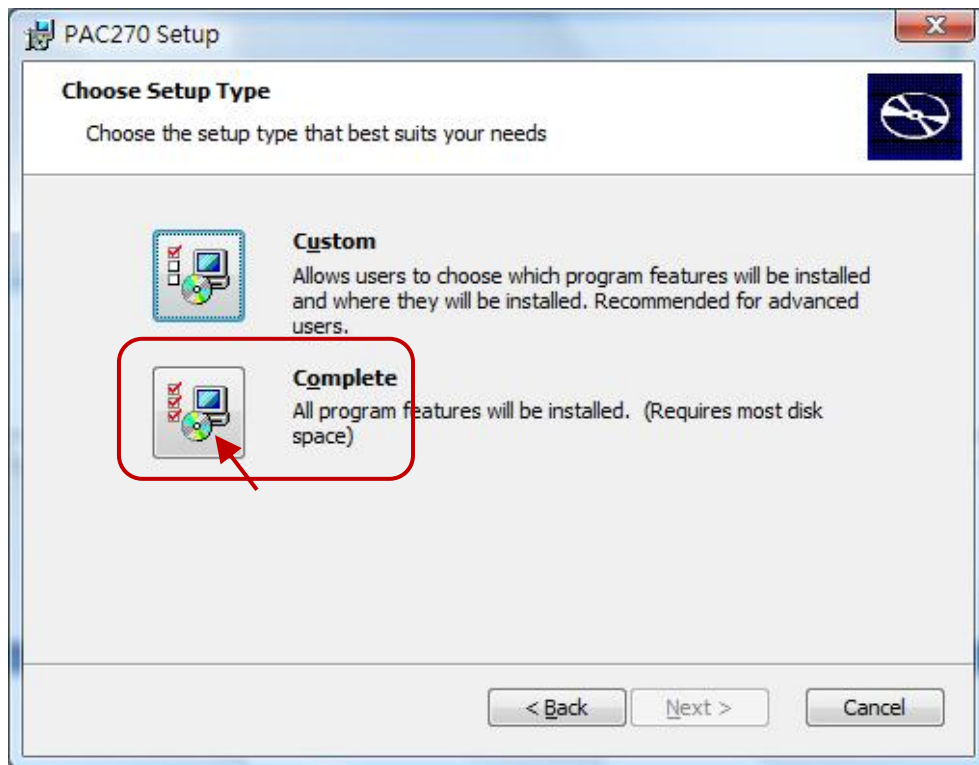 PAC270 Setup
Choose Setup Type
Choose the setup type that best suits your needs
Custom
Allows users to choose which program features will be installed
and where they will be installed. Recommended for advanced
users.
Complete
All program features will be installed.  (Requires most disk
space)
< Back
Next >
Cancel